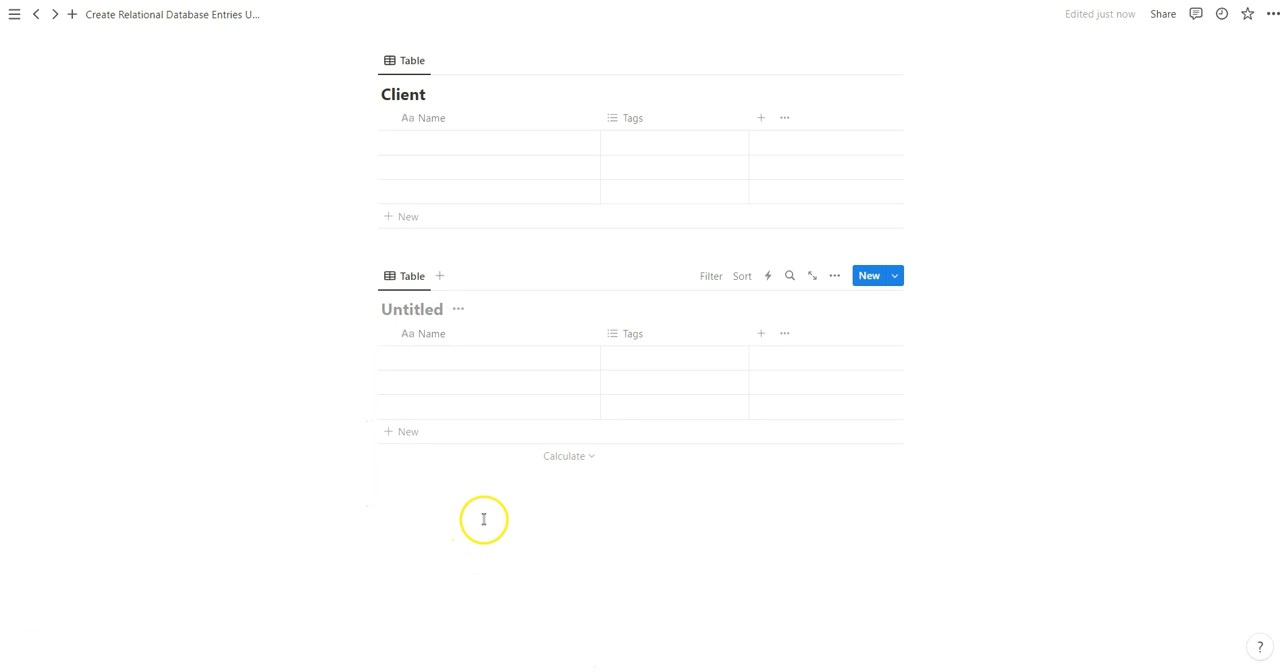 Create Relational Database Entries U...
Edited just now Share
Table
Client
Aa Name Tags
+ New
Table
Filter Sort New
Untitled
Aa Name Tags
+ New
Calculate
?